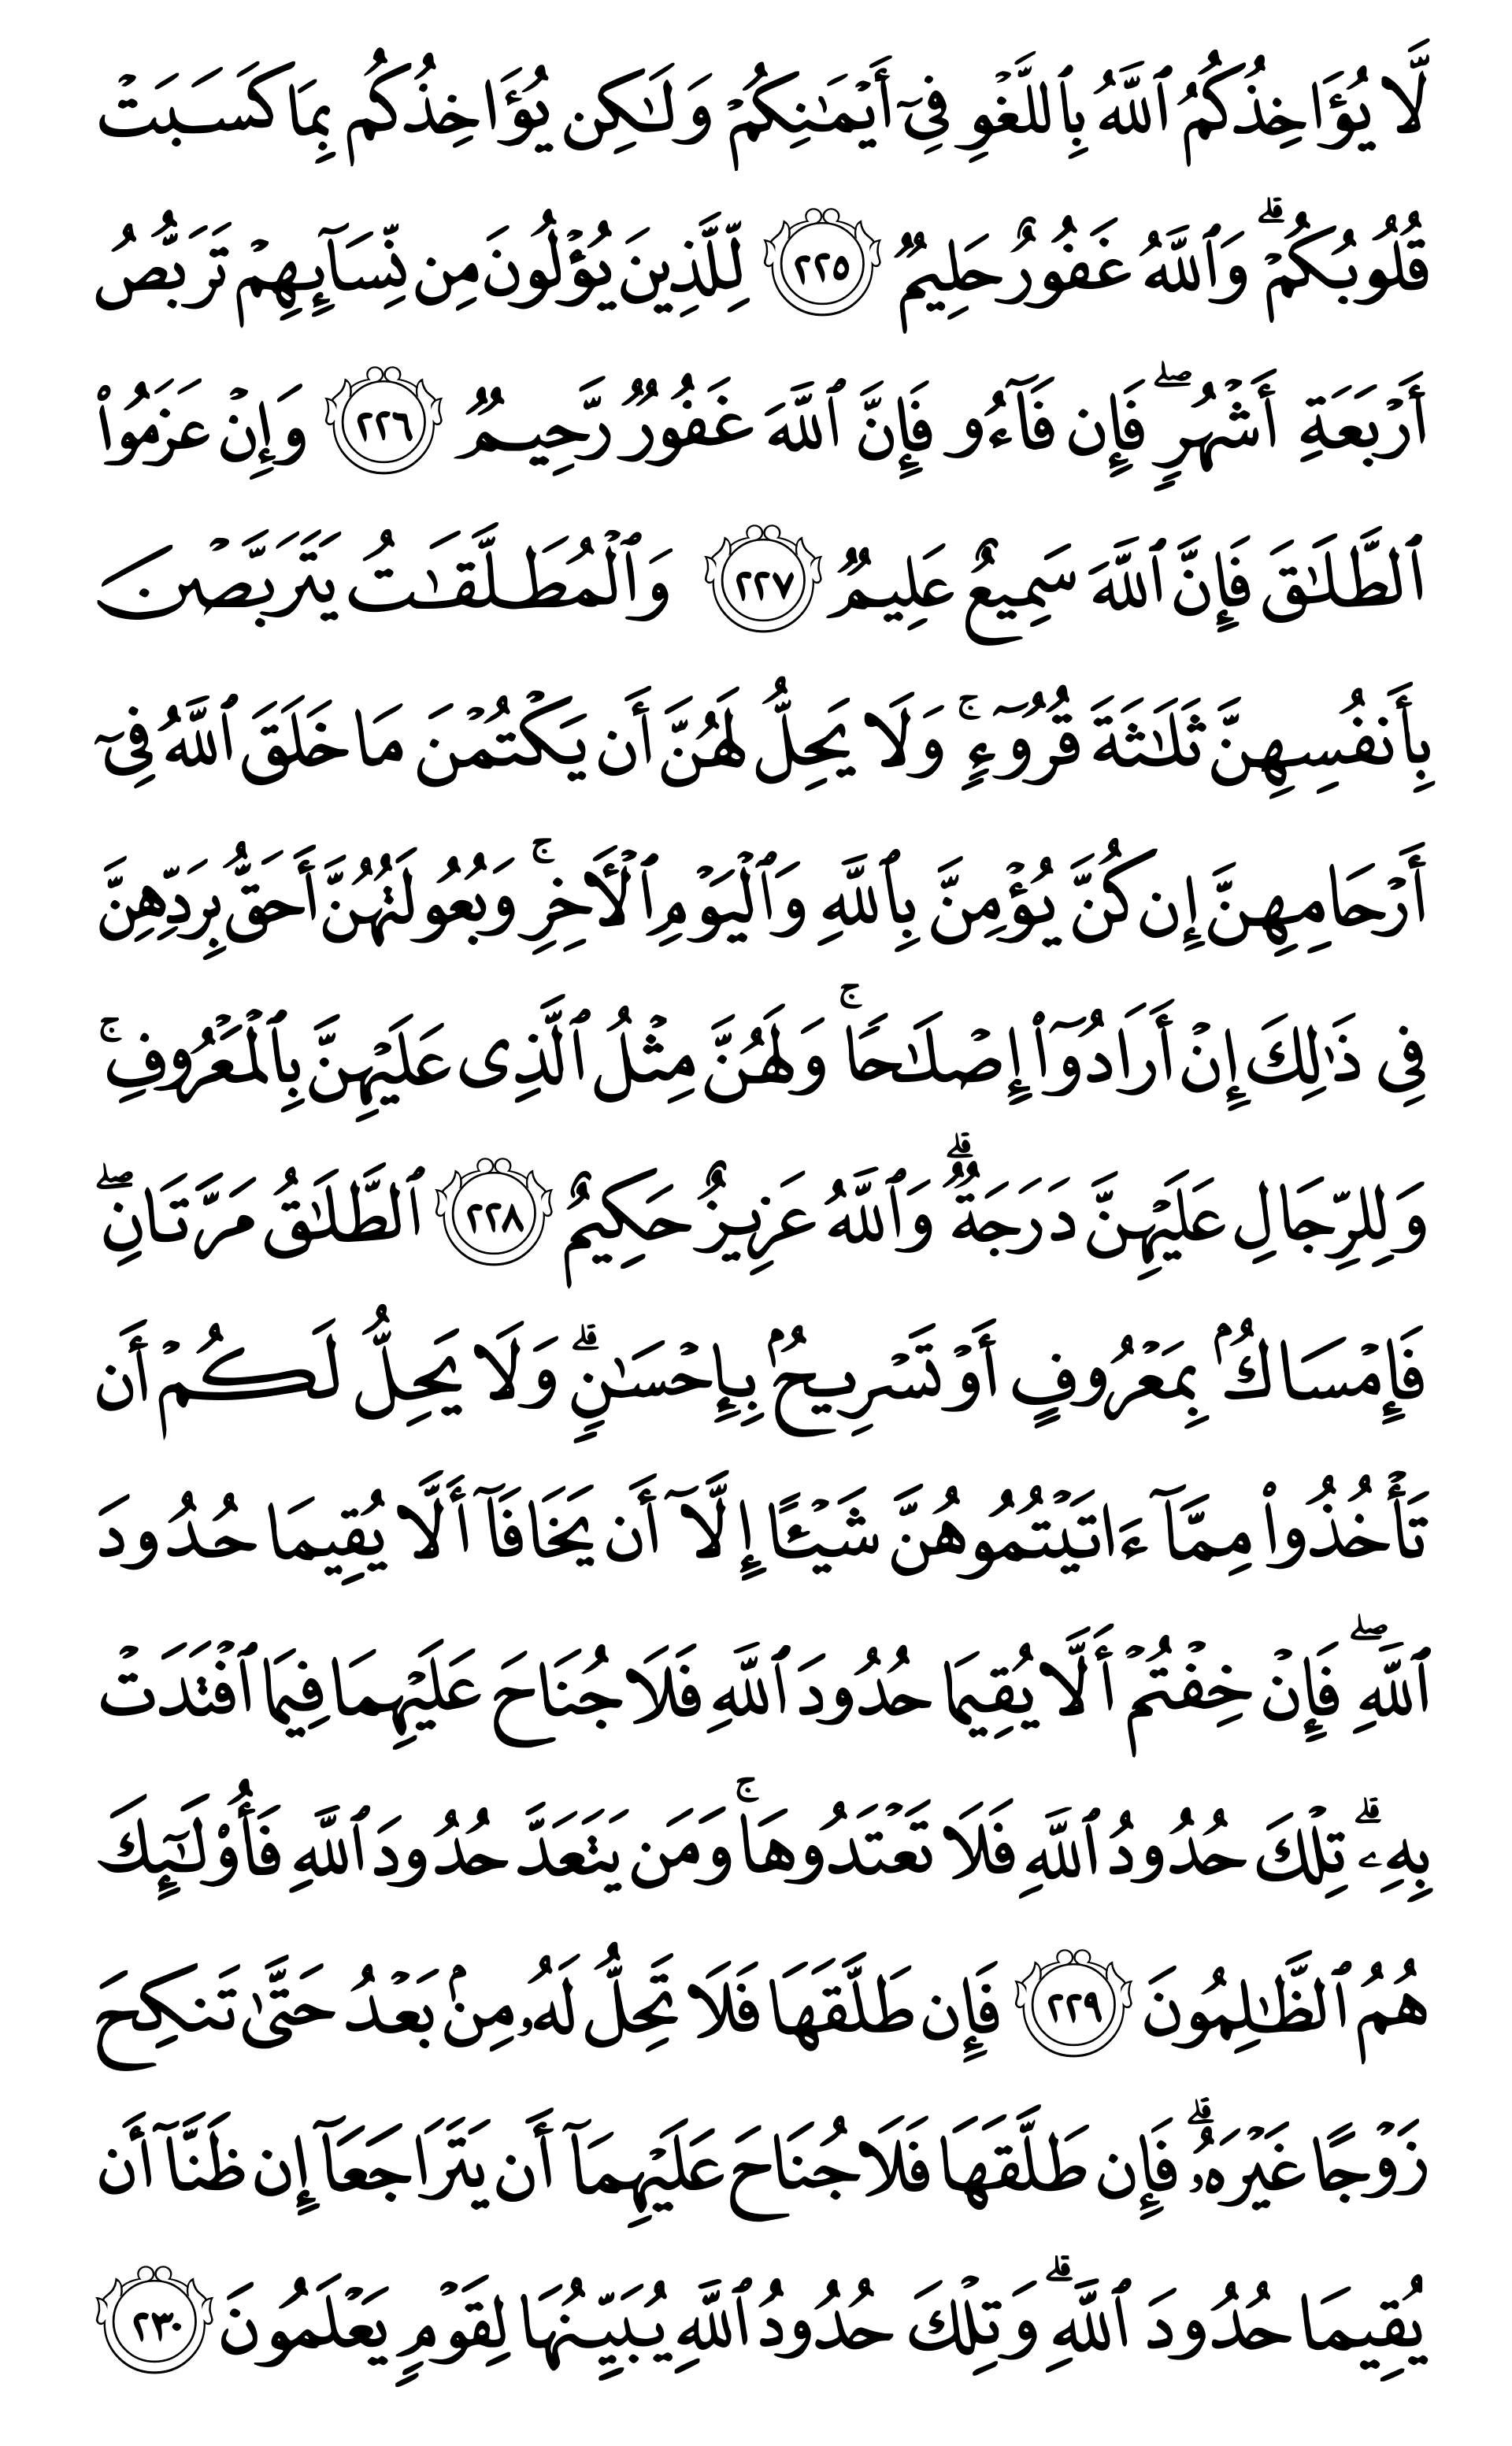 لَّا يُؤَاخِذُكُمُ ٱللَّهُ بِٱللَّغْوِ فِىٓ أَيْمَـٰنِكُمْ وَلَـٰكِن يُؤَاخِذُكُم بِمَا كَسَبَتْ
قُلُوبُكُمْ ۗ وَٱللَّهُ غَفُورٌ حَلِيمٌ ٢٢٥ لِّلَّذِينَ يُؤْلُونَ مِن نِّسَآئِهِمْ تَرَبُّصُ
أَرْبَعَةِ أَشْهُرٍ ۖ فَإِن فَآءُو فَإِنَّ ٱللَّهَ غَفُورٌ رَّحِيمٌ ٢٢٦ وَإِنْ عَزَمُوا۟
ٱلطَّلَـٰقَ فَإِنَّ ٱللَّهَ سَمِيعٌ عَلِيمٌ ٢٢٧ وَٱلْمُطَلَّقَـٰتُ يَتَرَبَّصْنَ
بِأَنفُسِهِنَّ ثَلَـٰثَةَ قُرُوٓءٍ ۚ وَلَا يَحِلُّ لَهُنَّ أَن يَكْتُمْنَ مَا خَلَقَ ٱللَّهُ فِىٓ
أَرْحَامِهِنَّ إِن كُنَّ يُؤْمِنَّ بِٱللَّهِ وَٱلْيَوْمِ ٱلْـَٔاخِرِ ۚ وَبُعُولَتُهُنَّ أَحَقُّ بِرَدِّهِنَّ
فِى ذَٰلِكَ إِنْ أَرَادُوٓا۟ إِصْلَـٰحًا ۚ وَلَهُنَّ مِثْلُ ٱلَّذِى عَلَيْهِنَّ بِٱلْمَعْرُوفِ ۚ
وَلِلرِّجَالِ عَلَيْهِنَّ دَرَجَةٌ ۗ وَٱللَّهُ عَزِيزٌ حَكِيمٌ ٢٢٨ ٱلطَّلَـٰقُ مَرَّتَانِ ۖ
فَإِمْسَاكٌۢ بِمَعْرُوفٍ أَوْ تَسْرِيحٌۢ بِإِحْسَـٰنٍ ۗ وَلَا يَحِلُّ لَكُمْ أَن
تَأْخُذُوا۟ مِمَّآ ءَاتَيْتُمُوهُنَّ شَيْـًٔا إِلَّآ أَن يَخَافَآ أَلَّا يُقِيمَا حُدُودَ
ٱللَّهِ ۖ فَإِنْ خِفْتُمْ أَلَّا يُقِيمَا حُدُودَ ٱللَّهِ فَلَا جُنَاحَ عَلَيْهِمَا فِيمَا ٱفْتَدَتْ
بِهِۦ ۗ تِلْكَ حُدُودُ ٱللَّهِ فَلَا تَعْتَدُوهَا ۚ وَمَن يَتَعَدَّ حُدُودَ ٱللَّهِ فَأُو۟لَـٰٓئِكَ
هُمُ ٱلظَّـٰلِمُونَ ٢٢٩ فَإِن طَلَّقَهَا فَلَا تَحِلُّ لَهُۥ مِنۢ بَعْدُ حَتَّىٰ تَنكِحَ
زَوْجًا غَيْرَهُۥ ۗ فَإِن طَلَّقَهَا فَلَا جُنَاحَ عَلَيْهِمَآ أَن يَتَرَاجَعَآ إِن ظَنَّآ أَن
يُقِيمَا حُدُودَ ٱللَّهِ ۗ وَتِلْكَ حُدُودُ ٱللَّهِ يُبَيِّنُهَا لِقَوْمٍ يَعْلَمُونَ ٢٣٠